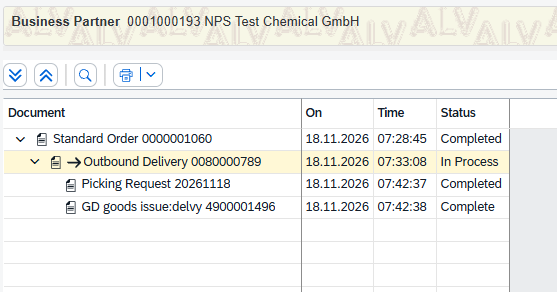 Business Partner 0001000193 NPS Test Chemical GmbH
Document On Time Status
Standard Order 0000001060 18.11.2026 07:28:45 Completed
→Outbound Delivery 0080000789 18.11.2026 07:33:08 In Process
Picking Request 20261118 18.11.2026 07:42:37 Completed
GD goods issue:delvy 4900001496 18.11.2026 07:42:38 Complete